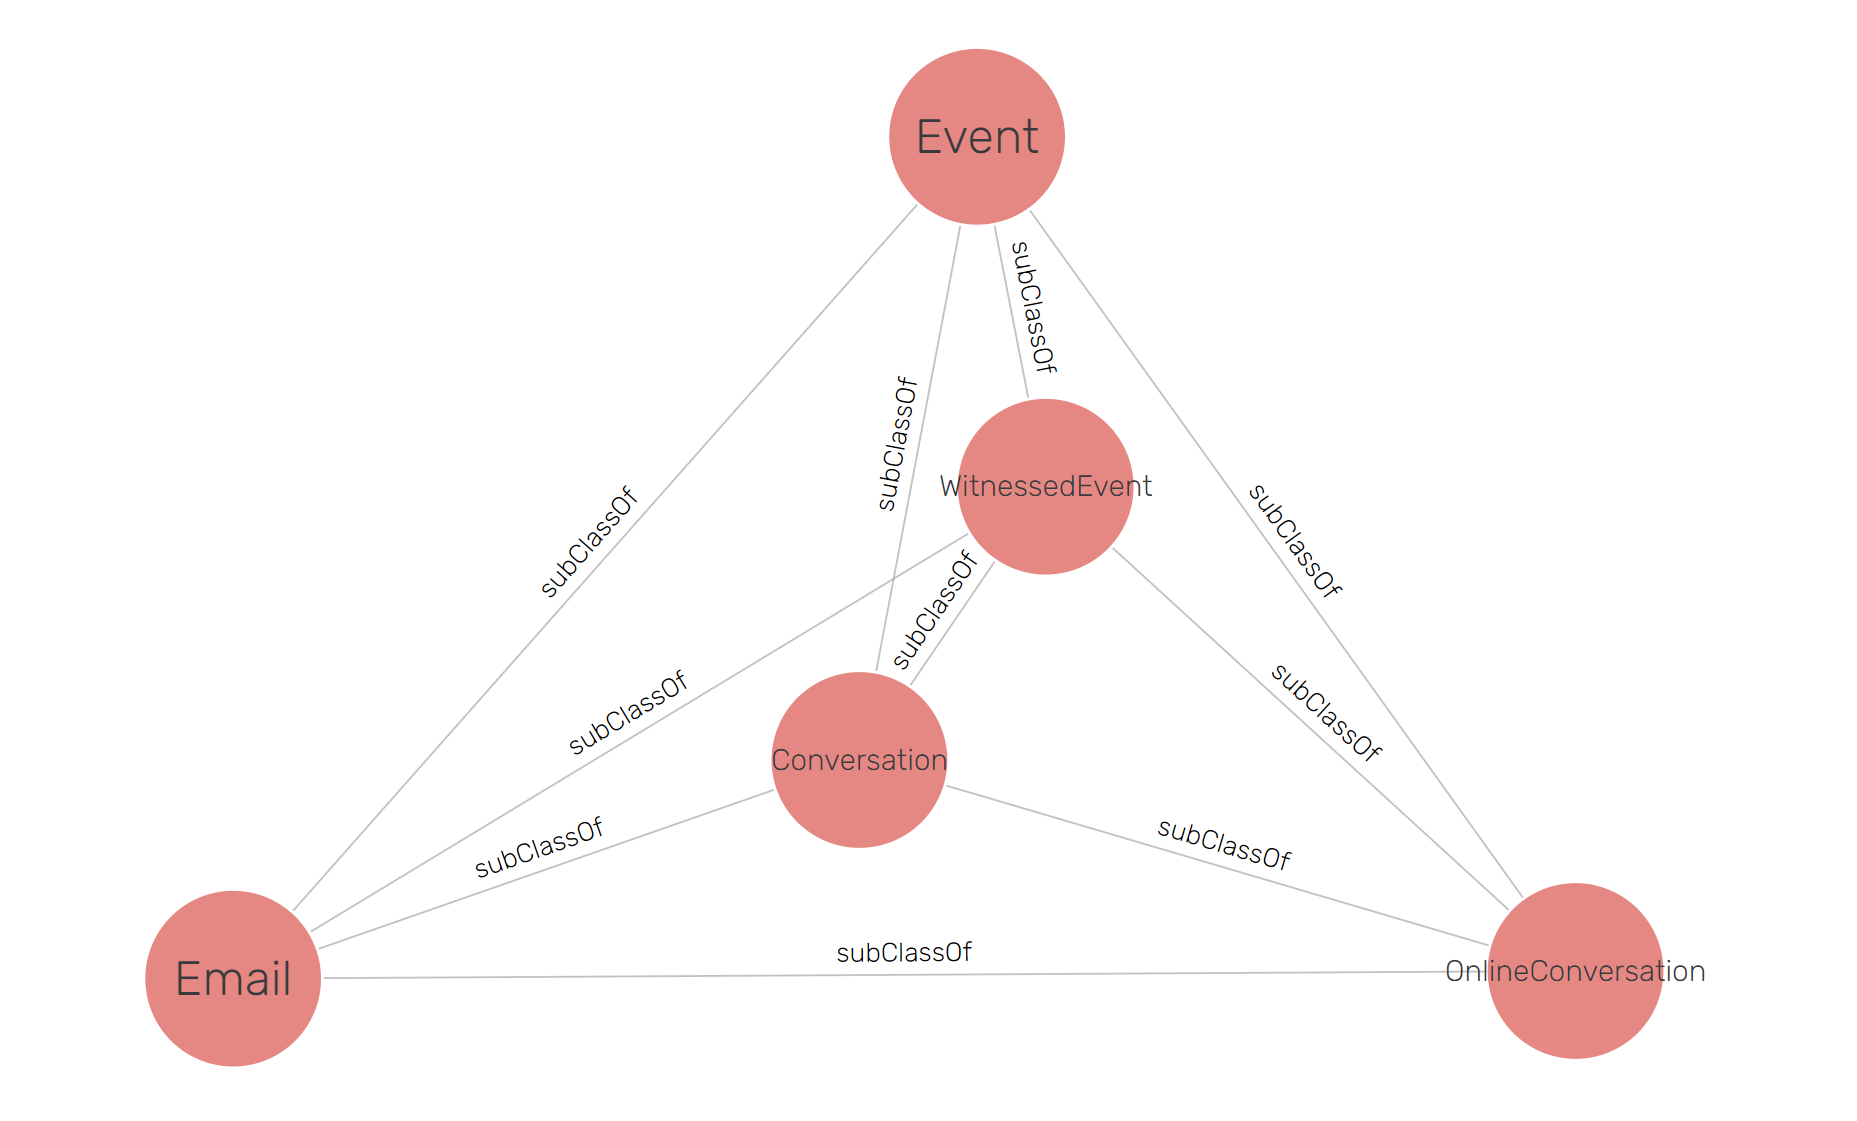 Event
subClassOf
subClassOf
WitnessedEvent
subClassOf
subClassOf
subClassOf
subClassOf
subClassOf
Conversation
subClassOf
subClassOf
subClassOf
Email
OnlineConversation